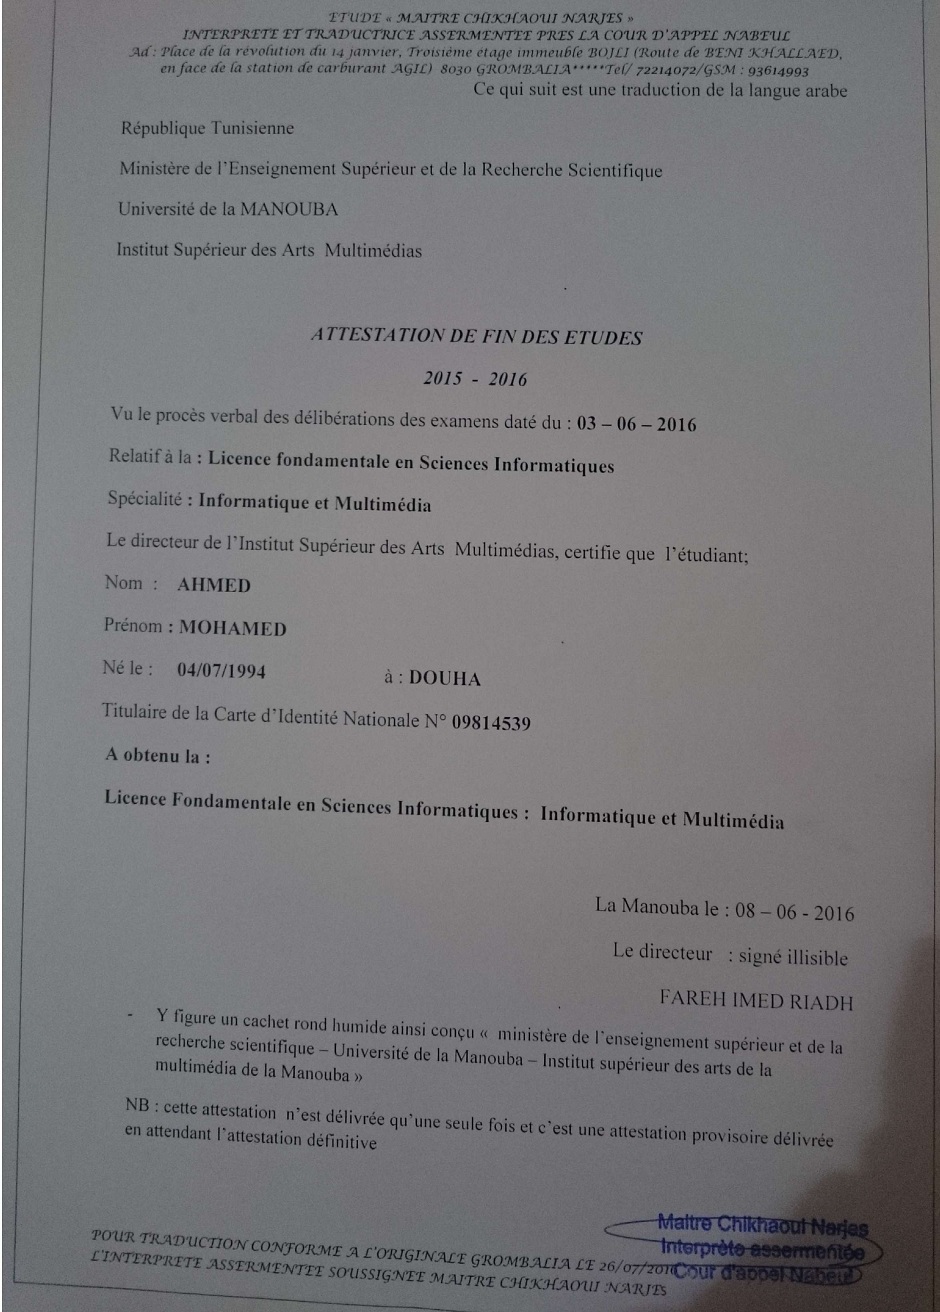 ETUDE « MAITRE CHIKHAOUI NARJES »
INTERPRETE ET TRADUCTRICE ASSERMENTEE PRES LA COUR D'APPEL NABEUL
Ad : Place de la révolution du 14 janvier, Troisième etage immeuble BOJLI (Route de BENI KHALLAED,
en face de la station de carburant AGIL) 8030 GROMBALIA*****Tel/ 72214072/GSM : 93614993
Ce qui suit est une traduction de la langue arabe
République Tunisienne
Ministère de l'Enseignement Supérieur et de la Recherche Scientifique
Université de la MANOUBA
Institut Supérieur des Arts Multimédias
ATTESTATION DE FIN DES ETUDES
2015 - 2016
Vu le procès verbal des délibérations des examens daté du : 03 – 06 – 2016
Relatif à la : Licence fondamentale en Sciences Informatiques
Spécialité : Informatique et Multimédia
Le directeur de l'Institut Supérieur des Arts Multimédias, certifie que l'étudiant;
Nom : AHMED
Prénom : MOHAMED
Né le : 04/07/1994 à : DOUHA
Titulaire de la Carte d'Identité Nationale N° 09814539
A obtenu la :
Licence Fondamentale en Sciences Informatiques : Informatique et Multimédia
La Manouba le : 08 – 06 - 2016
Le directeur : signé illisible
FAREH IMED RIADH
- Y figure un cachet rond humide ainsi conçu « ministère de l'enseignement supérieur et de la
recherche scientifique – Université de la Manouba – Institut supérieur des arts de la
multimédia de la Manouba »
NB : cette attestation n'est délivrée qu'une seule fois et c'est une attestation provisoire délivrée
en attendant l'attestation définitive
Maitre Chikhaoui Narjes
Interprète assermentée
Cour d'appel Nabeul
POUR TRADUCTION CONFORME A L'ORIGINALE GROMBALIA LE
L'INTERPRETE ASSERMENTEE SOUSSIGNEE MAITRE CHIKHAOUI NARJES